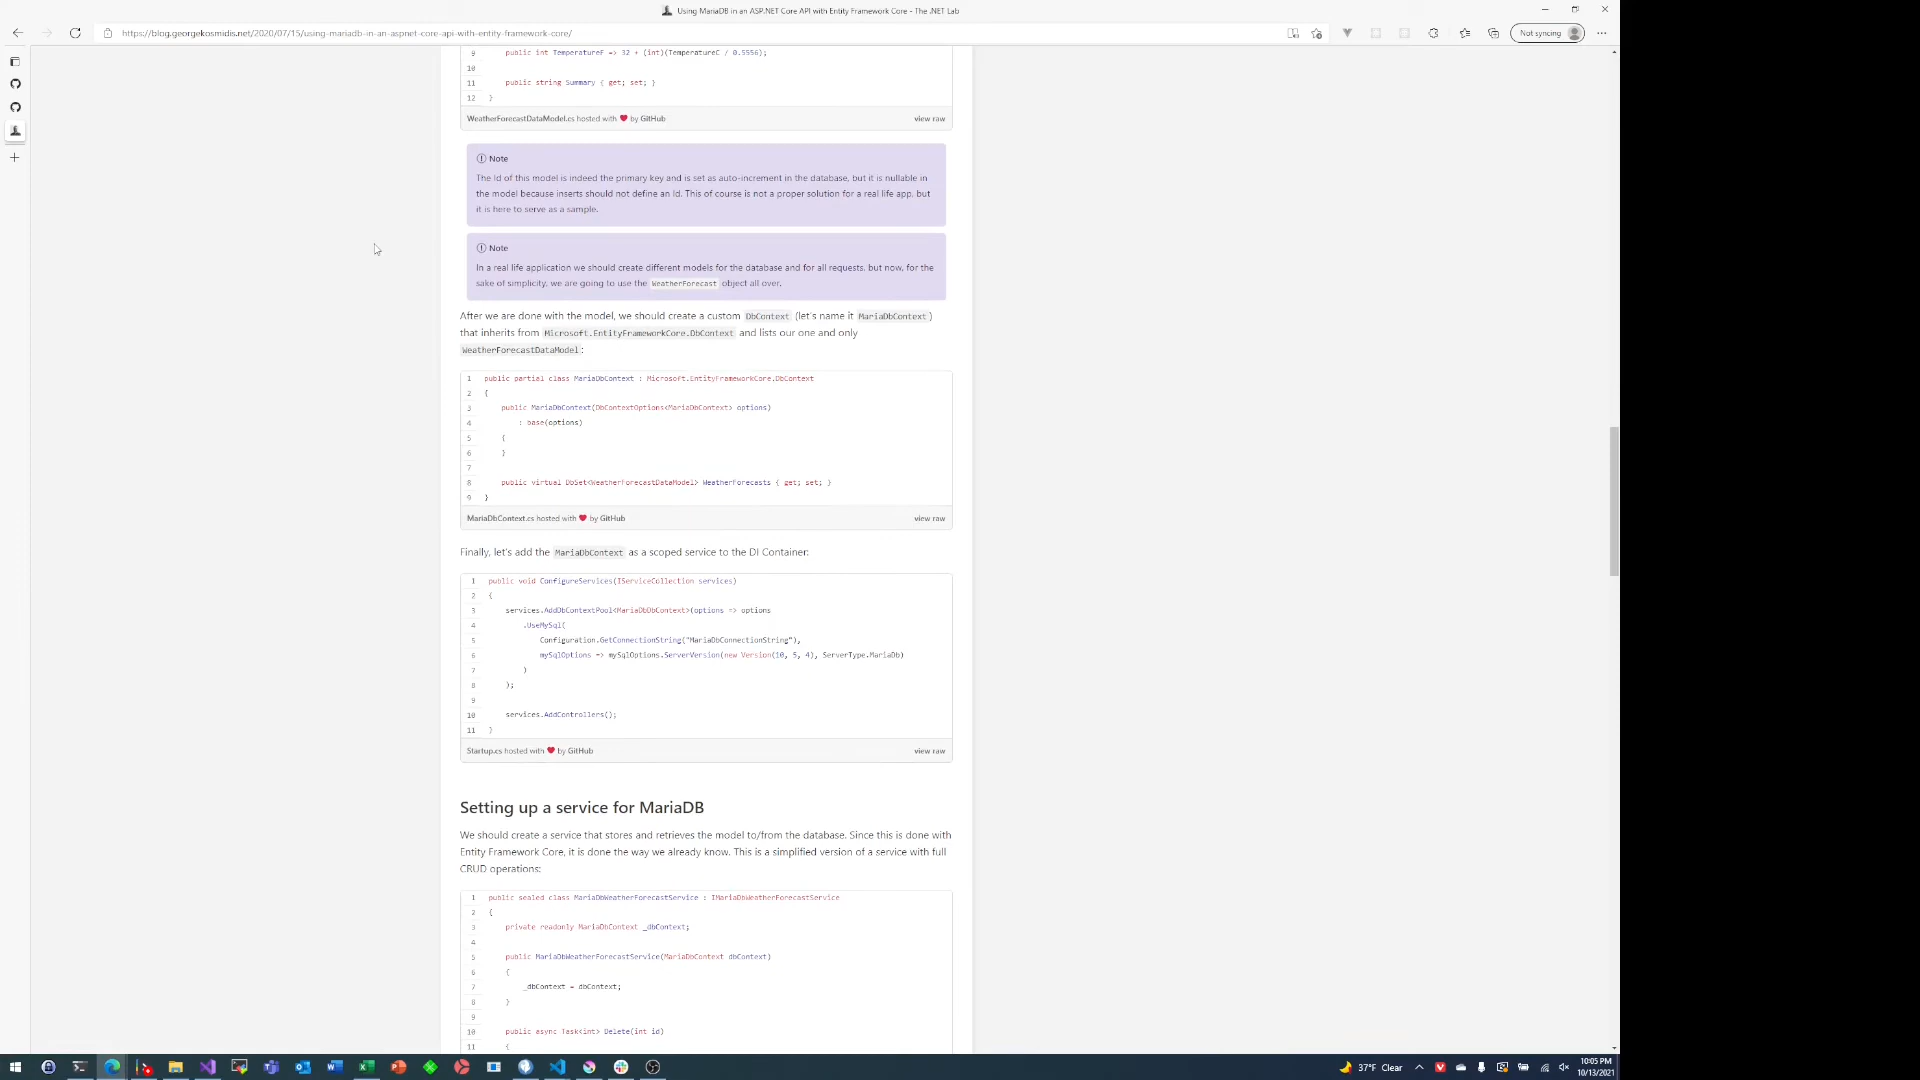 Using MariaDB in an ASP.NET Core API with Entity Framework Core - The .NET Lab
https://blog.georgekosmidis.net/2020/07/15/using-mariadb-in-an-aspnet-core-api-with-entity-framework-core/
Not syncing
9 public int TemperatureF => 32 + (int)(TemperatureC / 0.5556);
10
11 public string Summary { get; set; }
12 }
WeatherForecastDataModel.cs hosted with ❤ by GitHub view raw
Note
The Id of this model is indeed the primary key and is set as auto-increment in the database, but it is nullable in
the model because inserts should not define an Id. This of course is not a proper solution for a real life app, but
it is here to serve as a sample.
Note
In a real life application we should create different models for the database and for all requests, but now, for the
sake of simplicity, we are going to use the WeatherForecast object all over.
After we are done with the model, we should create a custom DbContext (let's name it MariaDbContext)
that inherits from Microsoft.EntityFrameworkCore.DbContext and lists our one and only
WeatherForecastDataModel:
1 public partial class MariaDbContext : Microsoft.EntityFrameworkCore.DbContext
2 {
3 public MariaDbContext(DbContextOptions<MariaDbContext> options)
4 : base(options)
5 {
6 }
7
8 public virtual DbSet<WeatherForecastDataModel> WeatherForecasts { get; set; }
9 }
MariaDbContext.cs hosted with ❤ by GitHub view raw
Finally, let's add the MariaDbContext as a scoped service to the DI Container:
1 public void ConfigureServices(IServiceCollection services)
2 {
3 services.AddDbContextPool<MariaDbDbContext>(options => options
4 .UseMySql(
5 Configuration.GetConnectionString("MariaDbConnectionString"),
6 mySqlOptions => mySqlOptions.ServerVersion(new Version(10, 5, 4), ServerType.MariaDb)
7 )
8 );
9
10 services.AddControllers();
11 }
Startup.cs hosted with ❤ by GitHub view raw
Setting up a service for MariaDB
We should create a service that stores and retrieves the model to/from the database. Since this is done with
Entity Framework Core, it is done the way we already know. This is a simplified version of a service with full
CRUD operations:
1 public sealed class MariaDbWeatherForecastService : IMariaDbWeatherForecastService
2 {
3 private readonly MariaDbContext _dbContext;
4
5 public MariaDbWeatherForecastService(MariaDbContext dbContext)
6 {
7 _dbContext = dbContext;
8 }
9
10 public async Task<int> Delete(int id)
11 {
37°F Clear
10:05 PM
10/13/2021